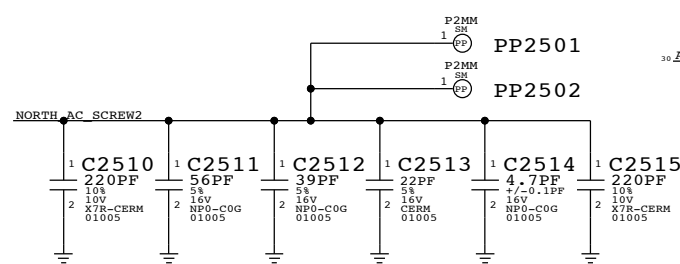 P2MM
SM
1 PP PP2501
30
P2MM
SM
1 PP PP2502
NORTH_AC_SCREW2
1 C2510
220PF
10%
2 10V
X7R-CERM
01005
1 C2511
56PF
5%
2 16V
NP0-C0G
01005
1 C2512
39PF
5%
2 16V
NP0-C0G
01005
1 C2513
22PF
5%
2 16V
CERM
01005
1 C2514
4.7PF
+/-0.1PF
2 16V
NP0-C0G
01005
1 C2515
220PF
10%
2 10V
X7R-CERM
01005